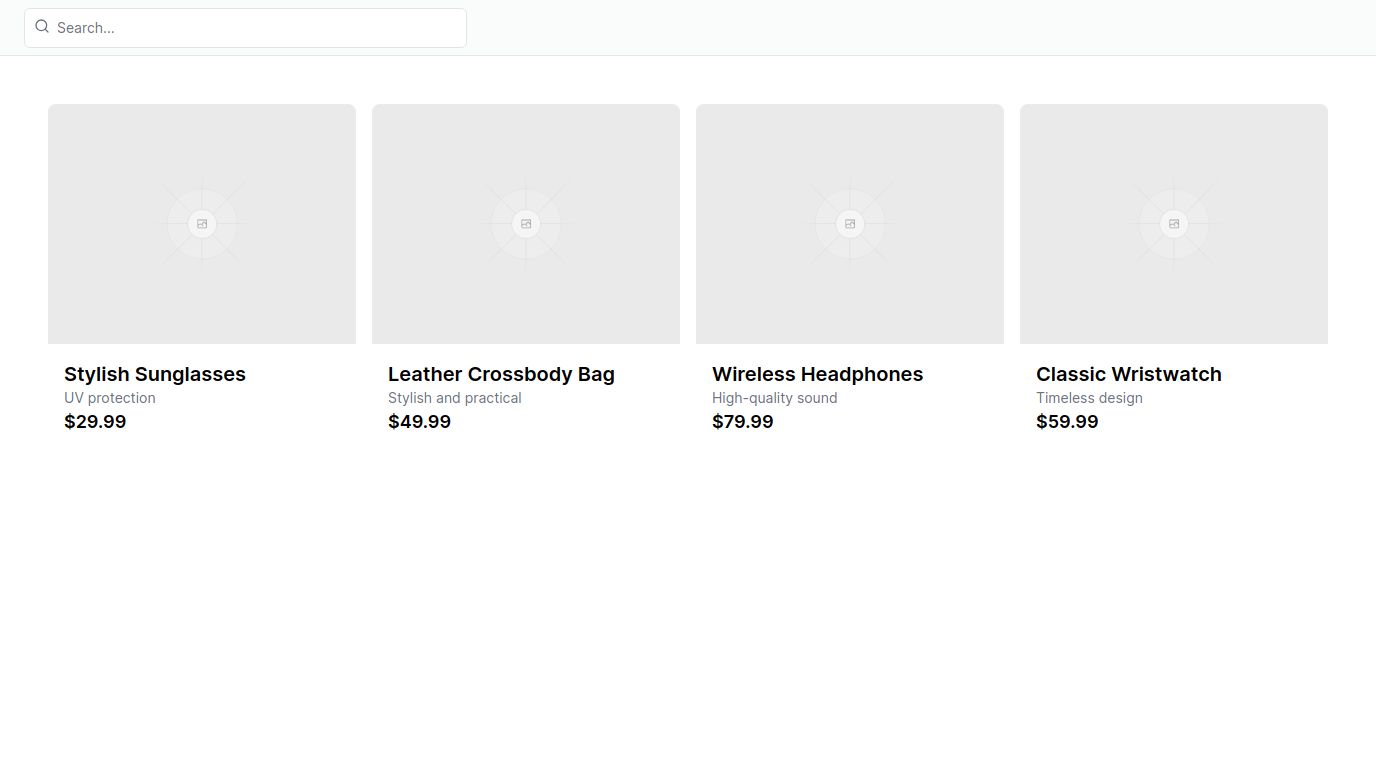 Search...
Stylish Sunglasses
UV protection
$29.99
Leather Crossbody Bag
Stylish and practical
$49.99
Wireless Headphones
High-quality sound
$79.99
Classic Wristwatch
Timeless design
$59.99